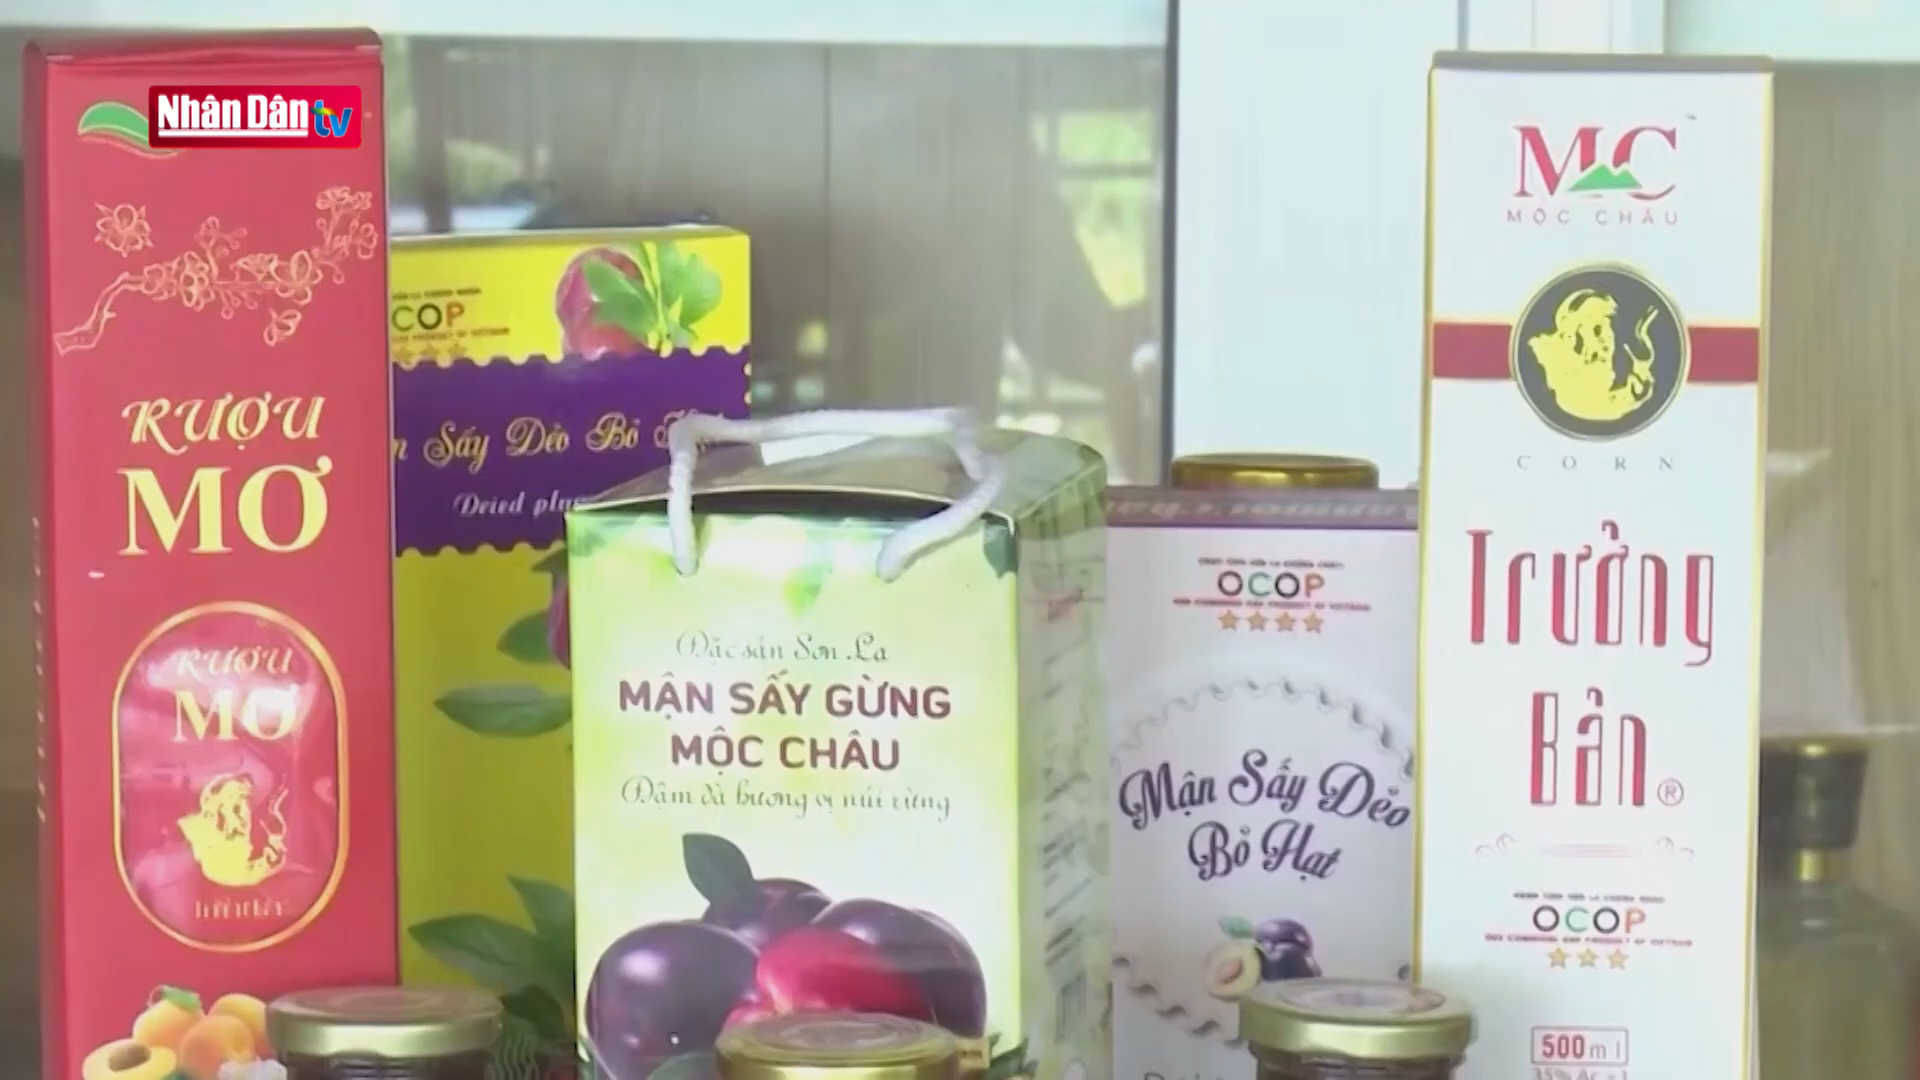 Nhân Dân tv
RƯỢU
MƠ
RƯỢU
MƠ
COP
Sấy Dẻo Bỏ
Dried
Đặc sản Sơn La
MẬN SẤY GỪNG
MỘC CHÂU
Đậm đà hương vị núi rừng
OCOP
Mận Sấy Dẻo
Bỏ Hạt
MC
MỘC CHÂU
CORN
Trưởng
Bản®
OCOP
500ml